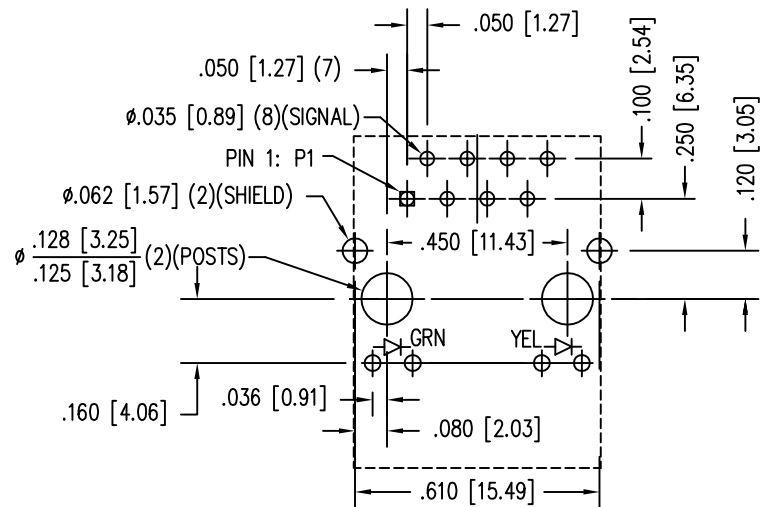 .050 [1.27]
.050 [1.27] (7)
.100 [2.54]
.250 [6.35]
.120 [3.05]
ø.035 [0.89] (8)(SIGNAL)
PIN 1: P1
ø.062 [1.57] (2)(SHIELD)
.450 [11.43]
ø .128 [3.25]
.125 [3.18] (2)(POSTS)
GRN
YEL
.036 [0.91]
.160 [4.06]
.080 [2.03]
.610 [15.49]